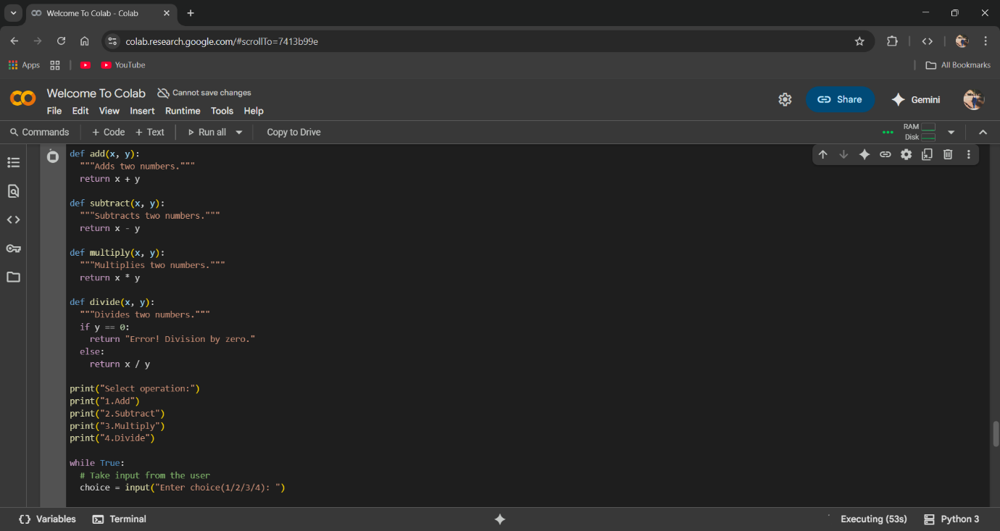 Welcome To Colab - Colab
colab.research.google.com/#scrollTo=7413b99e
Apps
YouTube
All Bookmarks
Welcome To Colab
Cannot save changes
File Edit View Insert Runtime Tools Help
Share
Gemini
Commands
+ Code
+ Text
Run all
Copy to Drive
RAM
Disk
def add(x, y):
"""Adds two numbers."""
return x + y
def subtract(x, y):
"""Subtracts two numbers."""
return x - y
def multiply(x, y):
"""Multiplies two numbers."""
return x * y
def divide(x, y):
"""Divides two numbers."""
if y == 0:
return "Error! Division by zero."
else:
return x / y
print("Select operation:")
print("1.Add")
print("2.Subtract")
print("3.Multiply")
print("4.Divide")
while True:
# Take input from the user
choice = input("Enter choice(1/2/3/4): ")
Variables
Terminal
Executing (53s)
Python 3